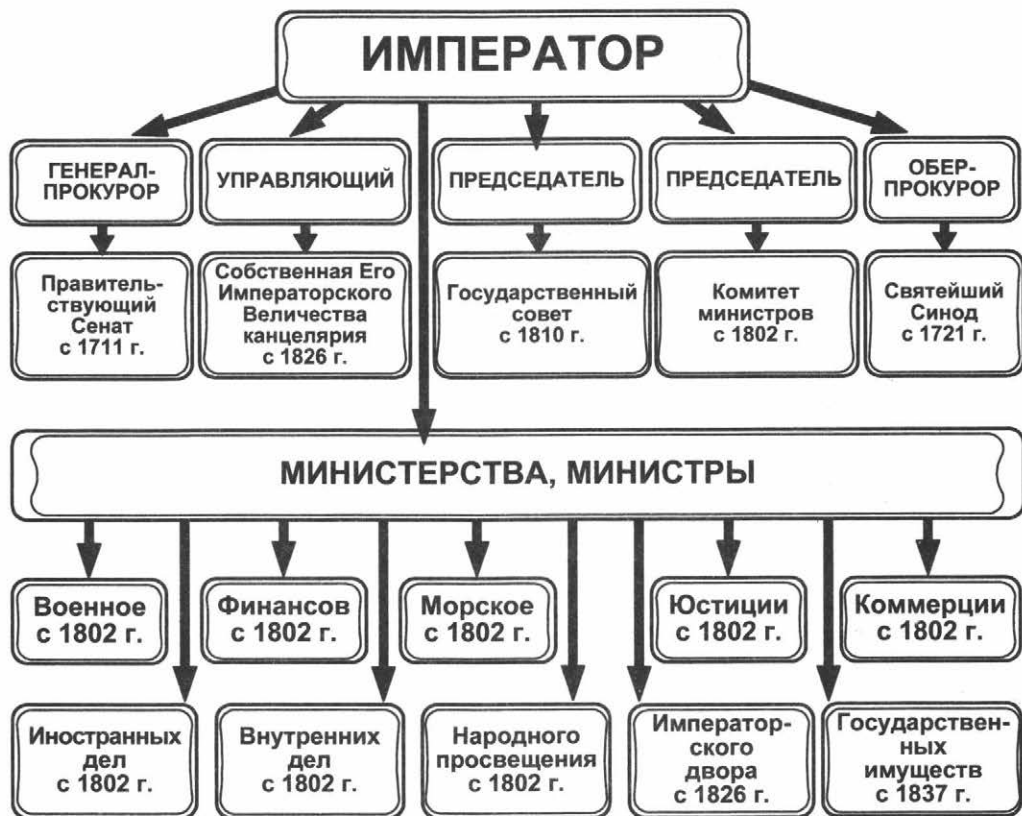 ИМПЕРАТОР
ГЕНЕРАЛ-
ПРОКУРОР
УПРАВЛЯЮЩИЙ
ПРЕДСЕДАТЕЛЬ
ПРЕДСЕДАТЕЛЬ
ОБЕР-
ПРОКУРОР
Правитель-
ствующий
Сенат
с 1711 г.
Собственная Его
Императорского
Величества
канцелярия
с 1826 г.
Государственный
совет
с 1810 г.
Комитет
министров
с 1802 г.
Святейший
Синод
с 1721 г.
МИНИСТЕРСТВА, МИНИСТРЫ
Военное
с 1802 г.
Финансов
с 1802 г.
Морское
с 1802 г.
Юстиции
с 1802 г.
Коммерции
с 1802 г.
Иностранных
дел
с 1802 г.
Внутренних
дел
с 1802 г.
Народного
просвещения
с 1802 г.
Император-
ского
двора
с 1826 г.
Государствен-
ных
имуществ
с 1837 г.